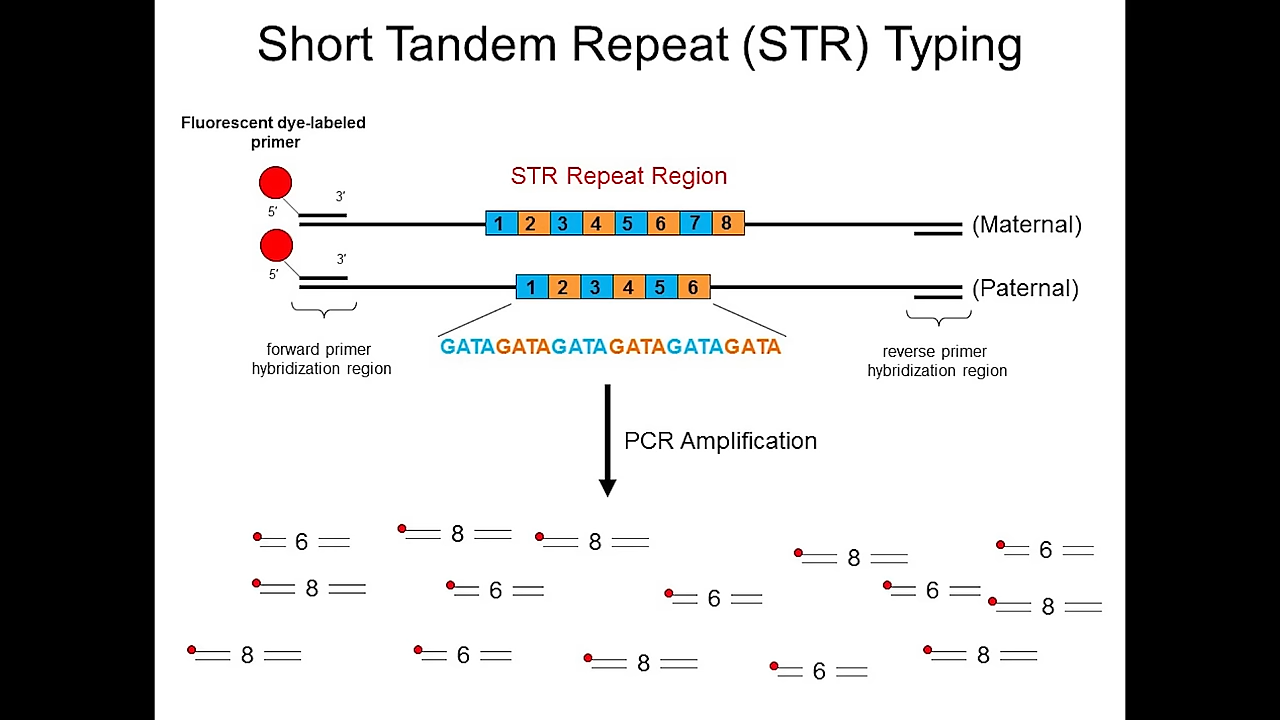 Short Tandem Repeat (STR) Typing
Fluorescent dye-labeled
primer
STR Repeat Region
3'
5'
1 2 3 4 5 6 7 8
(Maternal)
3'
5'
1 2 3 4 5 6
(Paternal)
GATAGATAGATAGATAGATAGATA
forward primer
hybridization region
reverse primer
hybridization region
PCR Amplification
6 8 8 8 6
8 6 6 6 8
8 6 8 6 8